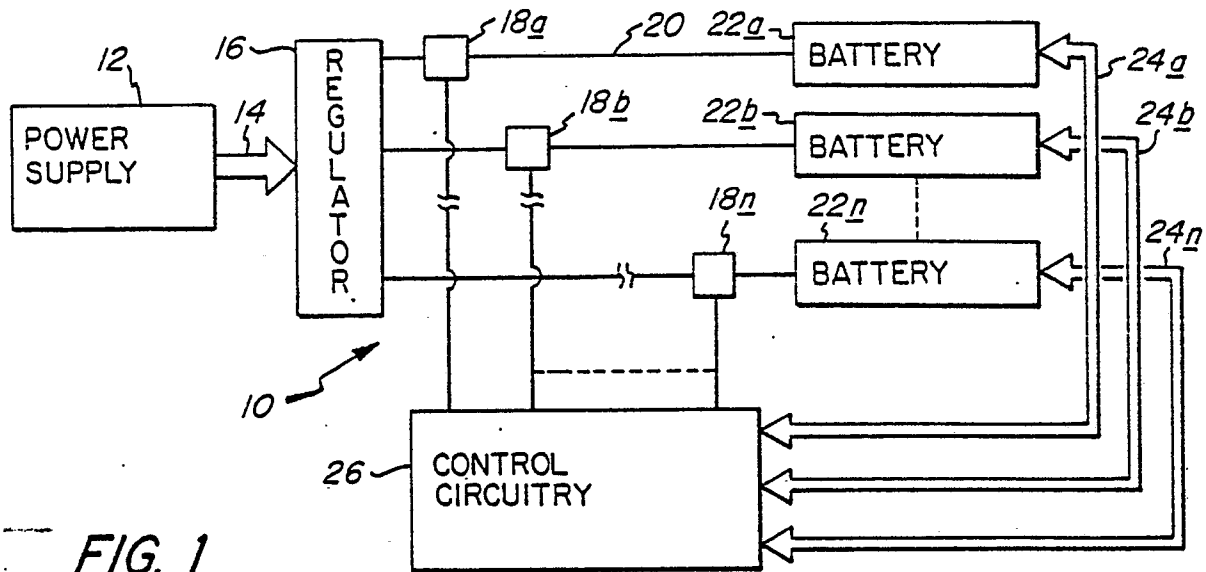 12
POWER
SUPPLY
14
16
REGULATOR
18a
20
22a
BATTERY
24a
18b
22b
BATTERY
24b
18n
22n
BATTERY
24n
10
26
CONTROL
CIRCUITRY
FIG. 1